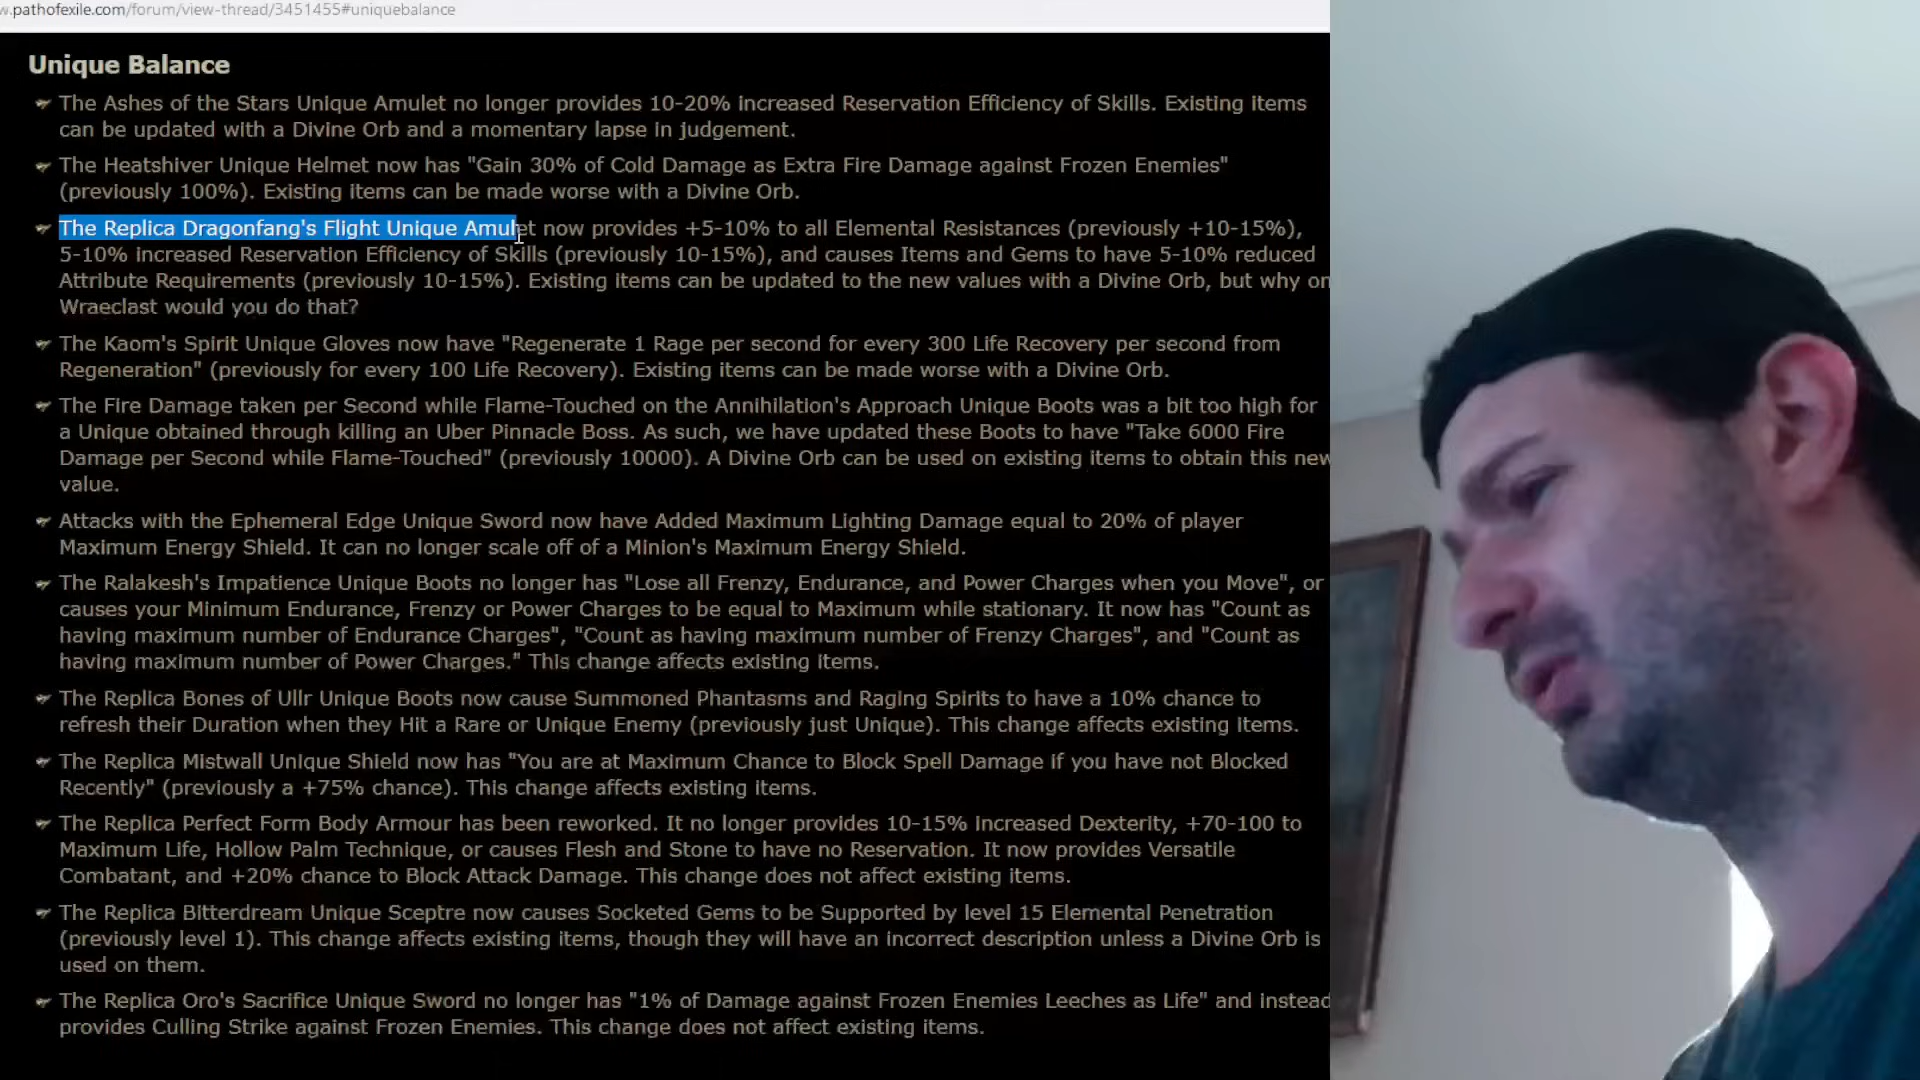 w.pathofexile.com/forum/view-thread/3451455#uniquebalance
Unique Balance
The Ashes of the Stars Unique Amulet no longer provides 10-20% increased Reservation Efficiency of Skills. Existing items
can be updated with a Divine Orb and a momentary lapse in judgement.
The Heatshiver Unique Helmet now has "Gain 30% of Cold Damage as Extra Fire Damage against Frozen Enemies"
(previously 100%). Existing items can be made worse with a Divine Orb.
The Replica Dragonfang's Flight Unique Amulet now provides +5-10% to all Elemental Resistances (previously +10-15%),
5-10% increased Reservation Efficiency of Skills (previously 10-15%), and causes Items and Gems to have 5-10% reduced
Attribute Requirements (previously 10-15%). Existing items can be updated to the new values with a Divine Orb, but why on
Wraeclast would you do that?
The Kaom's Spirit Unique Gloves now have "Regenerate 1 Rage per second for every 300 Life Recovery per second from
Regeneration" (previously for every 100 Life Recovery). Existing items can be made worse with a Divine Orb.
The Fire Damage taken per Second while Flame-Touched on the Annihilation's Approach Unique Boots was a bit too high for
a Unique obtained through killing an Uber Pinnacle Boss. As such, we have updated these Boots to have "Take 6000 Fire
Damage per Second while Flame-Touched" (previously 10000). A Divine Orb can be used on existing items to obtain this new
value.
Attacks with the Ephemeral Edge Unique Sword now have Added Maximum Lighting Damage equal to 20% of player
Maximum Energy Shield. It can no longer scale off of a Minion's Maximum Energy Shield.
The Ralakesh's Impatience Unique Boots no longer has "Lose all Frenzy, Endurance, and Power Charges when you Move", or
causes your Minimum Endurance, Frenzy or Power Charges to be equal to Maximum while stationary. It now has "Count as
having maximum number of Endurance Charges", "Count as having maximum number of Frenzy Charges", and "Count as
having maximum number of Power Charges." This change affects existing items.
The Replica Bones of Ullr Unique Boots now cause Summoned Phantasms and Raging Spirits to have a 10% chance to
refresh their Duration when they Hit a Rare or Unique Enemy (previously just Unique). This change affects existing items.
The Replica Mistwall Unique Shield now has "You are at Maximum Chance to Block Spell Damage if you have not Blocked
Recently" (previously a +75% chance). This change affects existing items.
The Replica Perfect Form Body Armour has been reworked. It no longer provides 10-15% increased Dexterity, +70-100 to
Maximum Life, Hollow Palm Technique, or causes Flesh and Stone to have no Reservation. It now provides Versatile
Combatant, and +20% chance to Block Attack Damage. This change does not affect existing items.
The Replica Bitterdream Unique Sceptre now causes Socketed Gems to be Supported by level 15 Elemental Penetration
(previously level 1). This change affects existing items, though they will have an incorrect description unless a Divine Orb is
used on them.
The Replica Oro's Sacrifice Unique Sword no longer has "1% of Damage against Frozen Enemies Leeches as Life" and instead
provides Culling Strike against Frozen Enemies. This change does not affect existing items.